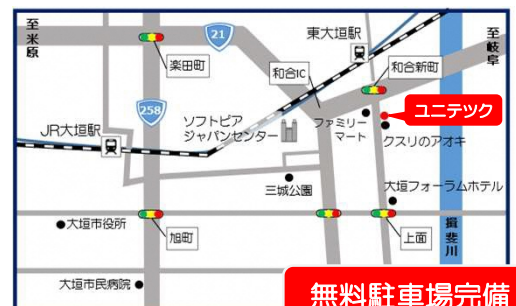 至米原
21
東大垣駅
至岐阜
楽田町
和合IC
和合新町
258
ユニテック
JR大垣駅
ソフトピア
ジャパンセンター
ファミリー
マート
クスリのアオキ
三城公園
大垣フォーラムホテル
大垣市役所
旭町
上面
揖斐川
大垣市民病院
無料駐車場完備